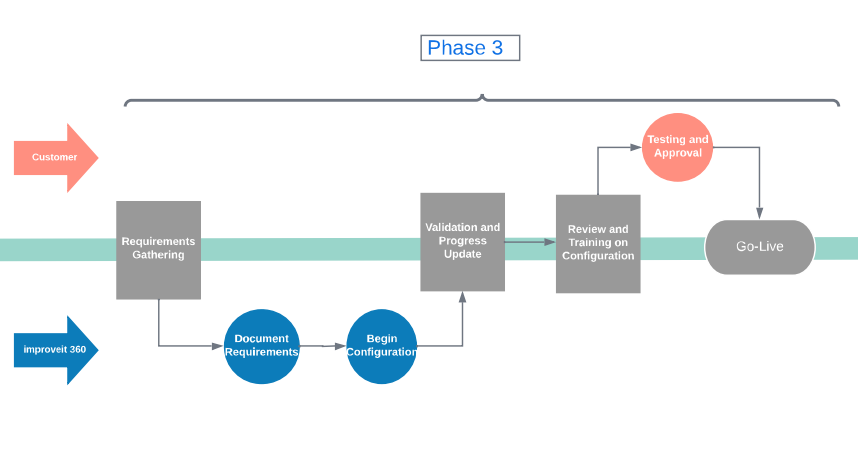 Phase 3
Customer
Testing and
Approval
Requirements
Gathering
Validation and
Progress
Update
Review and
Training on
Configuration
Go-Live
improveit 360
Document
Requirements
Begin
Configuration